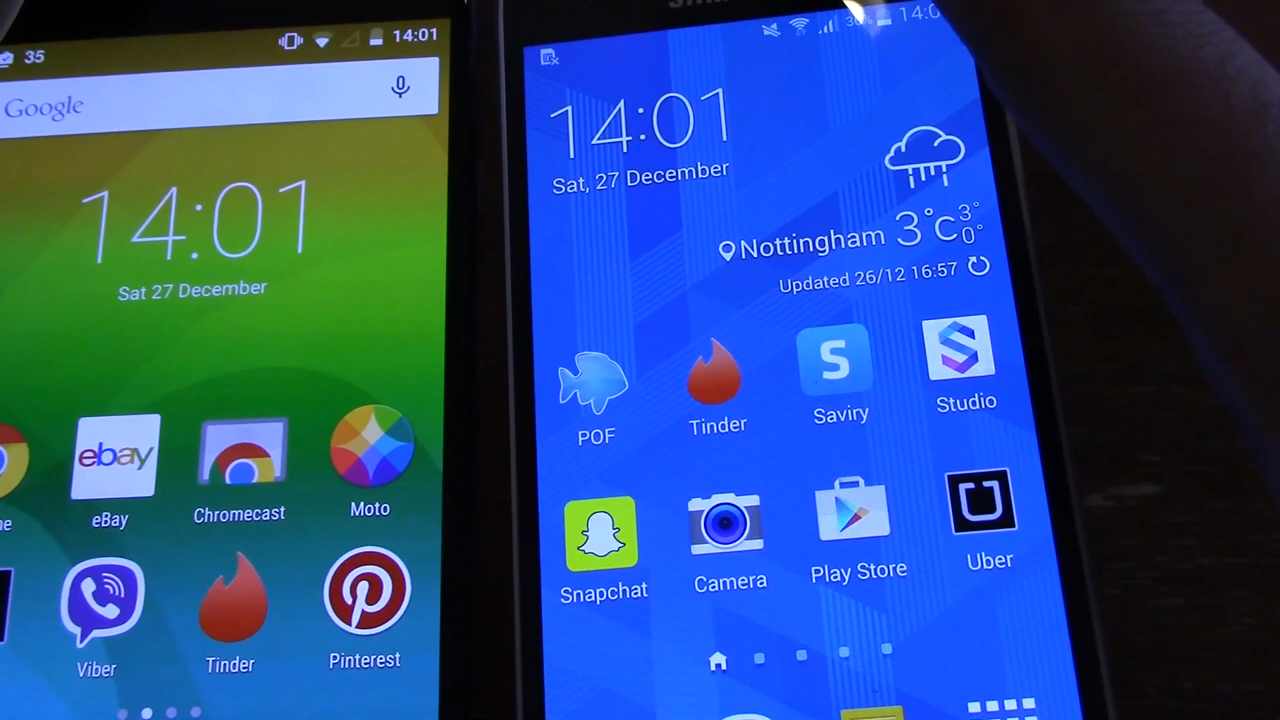 35
14:01
Google
14:01
Sat 27 December
ebay
eBay
Chromecast
Moto
Viber
Tinder
Pinterest
14:01
Sat, 27 December
Nottingham 3°c 3° 0°
Updated 26/12 16:57
POF
Tinder
S
Saviry
Studio
Snapchat
Camera
Play Store
Uber